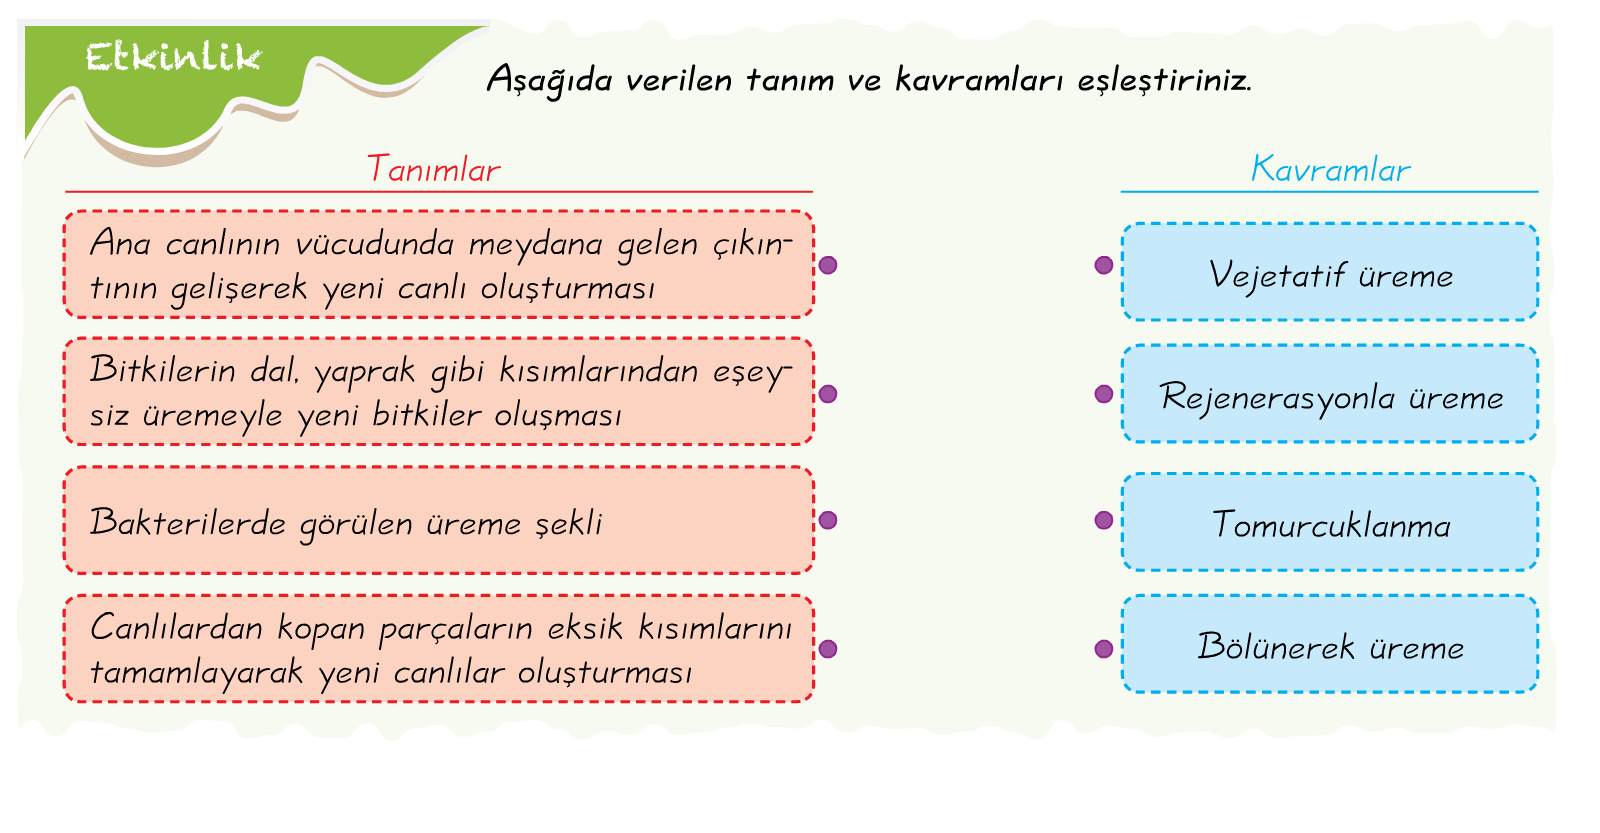 Etkinlik
Aşağıda verilen tanım ve kavramları eşleştiriniz.
Tanımlar
Ana canlının vücudunda meydana gelen çıkın-
tının gelişerek yeni canlı oluşturması
Bitkilerin dal, yaprak gibi kısımlarından eşey-
siz üremeyle yeni bitkiler oluşması
Bakterilerde görülen üreme şekli
Canlılardan kopan parçaların eksik kısımlarını
tamamlayarak yeni canlılar oluşturması
Kavramlar
Vejetatif üreme
Rejenerasyonla üreme
Tomurcuklanma
Bölünerek üreme